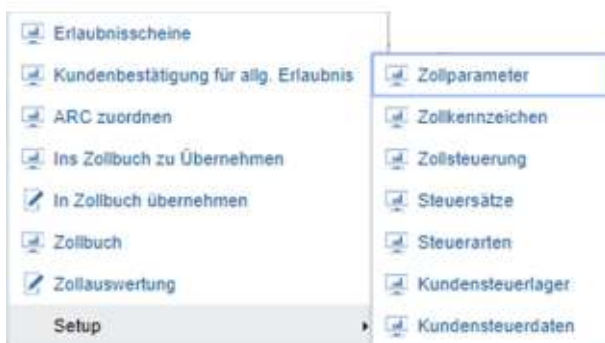 Erlaubnisscheine
Kundenbestätigung für allg. Erlaubnis
ARC zuordnen
Ins Zollbuch zu Übernehmen
In Zollbuch übernehmen
Zollbuch
Zollauswertung
Setup
Zollparameter
Zollkennzeichen
Zollsteuerung
Steuersätze
Steuerarten
Kundensteuerlager
Kundensteuerdaten